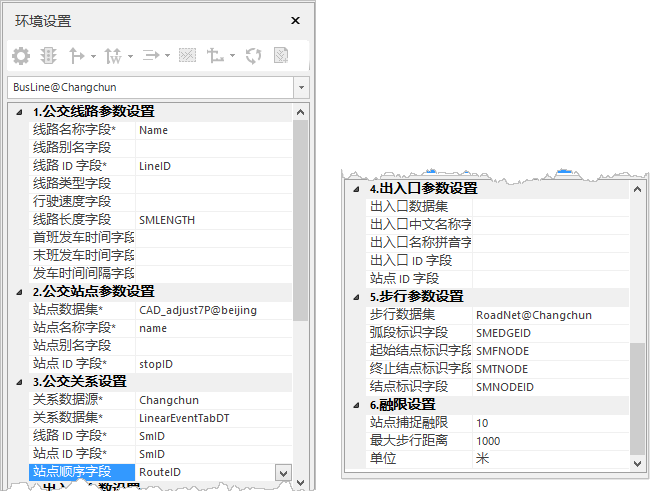 环境设置
BusLine@Changchun
1.公交线路参数设置
线路名称字段* Name
线路别名字段
线路 ID 字段* LineID
线路类型字段
行驶速度字段
线路长度字段 SMLENGTH
首班发车时间字段
末班发车时间字段
发车时间间隔字段
2.公交站点参数设置
站点数据集* CAD_adjust7P@beijing
站点名称字段* name
站点别名字段
站点 ID 字段* stopID
3.公交关系设置
关系数据源* Changchun
关系数据集* LinearEventTabDT
线路 ID 字段* SmID
站点 ID 字段* SmID
站点顺序字段 RouteID
4.出入口参数设置
出入口数据集
出入口中文名称字
出入口名称拼音字
出入口 ID 字段
站点 ID 字段
5.步行参数设置
步行数据集 RoadNet@Changchun
弧段标识字段 SMEDGEID
起始结点标识字段 SMFNODE
终止结点标识字段 SMTNODE
结点标识字段 SMNODEID
6.融限设置
站点捕捉融限 10
最大步行距离 1000
单位 米